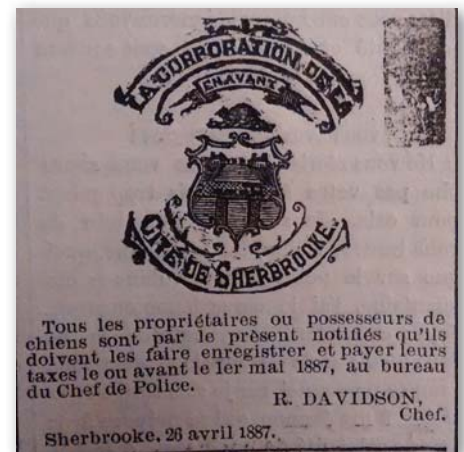 LA CORPORATION DE LA
EN AVANT
CITÉ DE SHERBROOKE.
Tous les propriétaires ou possesseurs de
chiens sont par le présent notifiés qu'ils
doivent les faire enregistrer et payer leurs
taxes le ou avant le 1er mai 1887, au bureau
du Chef de Police.
R. DAVIDSON,
Chef.
Sherbrooke, 26 avril 1887.